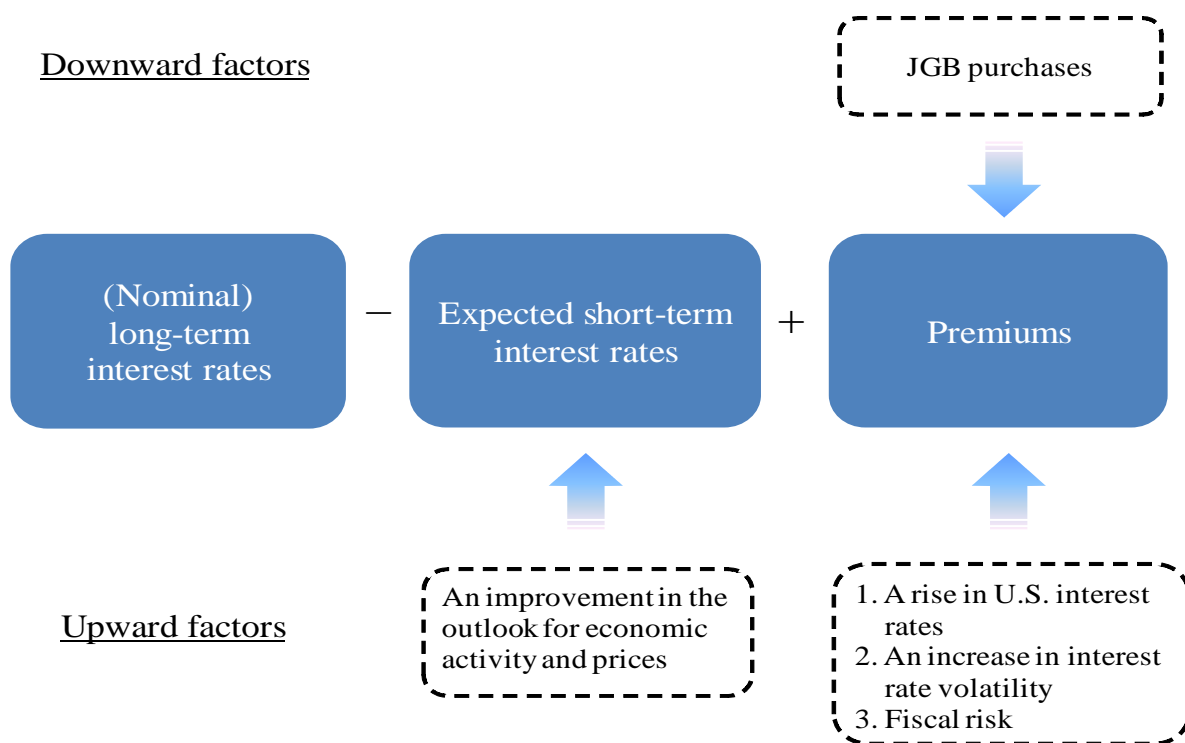 Downward factors
JGB purchases
(Nominal)
long-term
interest rates
–
Expected short-term
interest rates
+
Premiums
Upward factors
An improvement in the
outlook for economic
activity and prices
1. A rise in U.S. interest
rates
2. An increase in interest
rate volatility
3. Fiscal risk